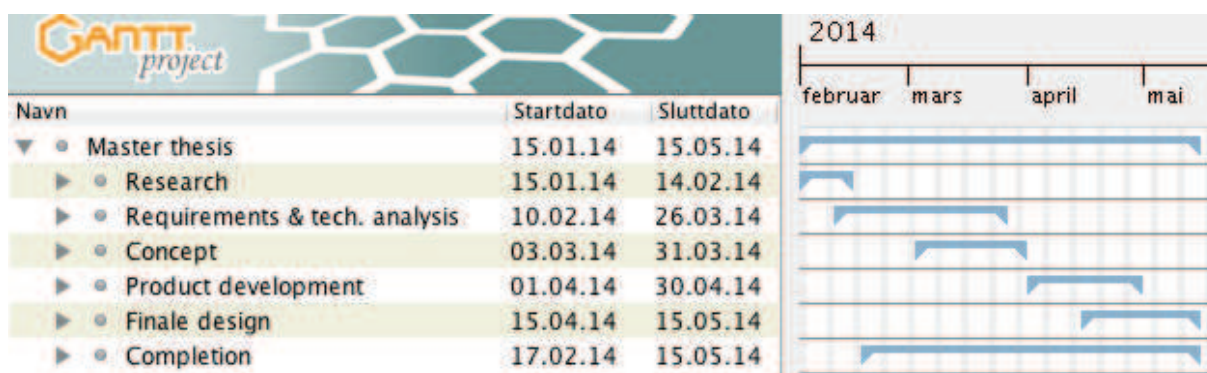 GANTT
project
2014
februar mars april mai
Navn Startdato Sluttdato
Master thesis 15.01.14 15.05.14
Research 15.01.14 14.02.14
Requirements & tech. analysis 10.02.14 26.03.14
Concept 03.03.14 31.03.14
Product development 01.04.14 30.04.14
Finale design 15.04.14 15.05.14
Completion 17.02.14 15.05.14